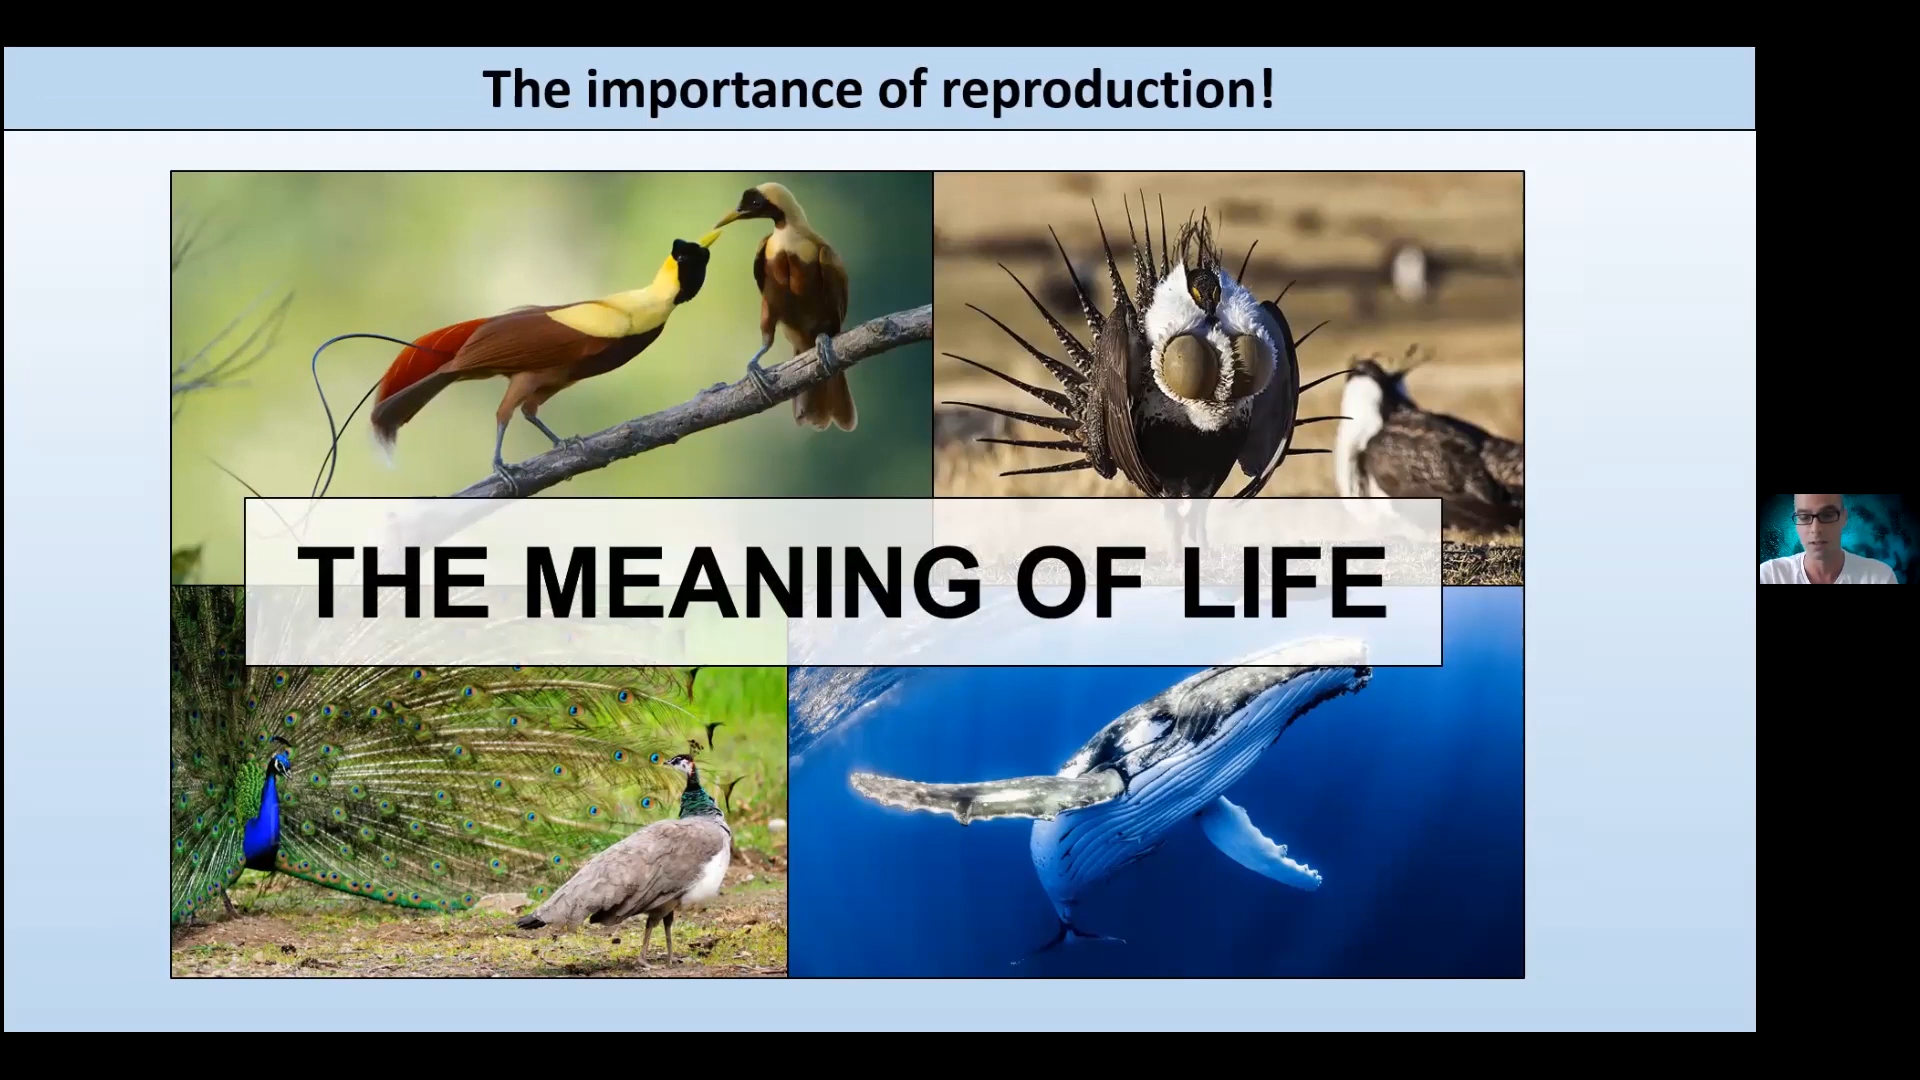 The importance of reproduction!
THE MEANING OF LIFE